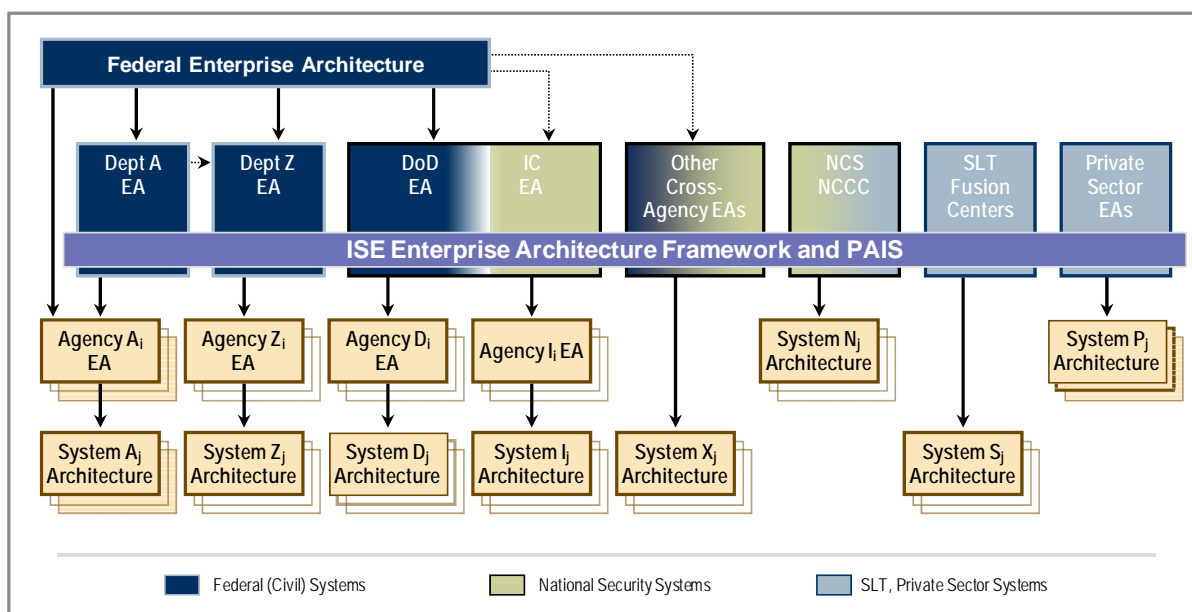 Federal Enterprise Architecture
Dept A
EA
Dept Z
EA
DoD
EA
IC
EA
Other
Cross-
Agency EAs
NCS
NCCC
SLT
Fusion
Centers
Private
Sector
EAs
ISE Enterprise Architecture Framework and PAIS
Agency Ai
EA
Agency Zi
EA
Agency Di
EA
Agency Ii EA
System Nj
Architecture
System Pj
Architecture
System Aj
Architecture
System Zj
Architecture
System Dj
Architecture
System Ij
Architecture
System Xj
Architecture
System Sj
Architecture
Federal (Civil) Systems
National Security Systems
SLT, Private Sector Systems